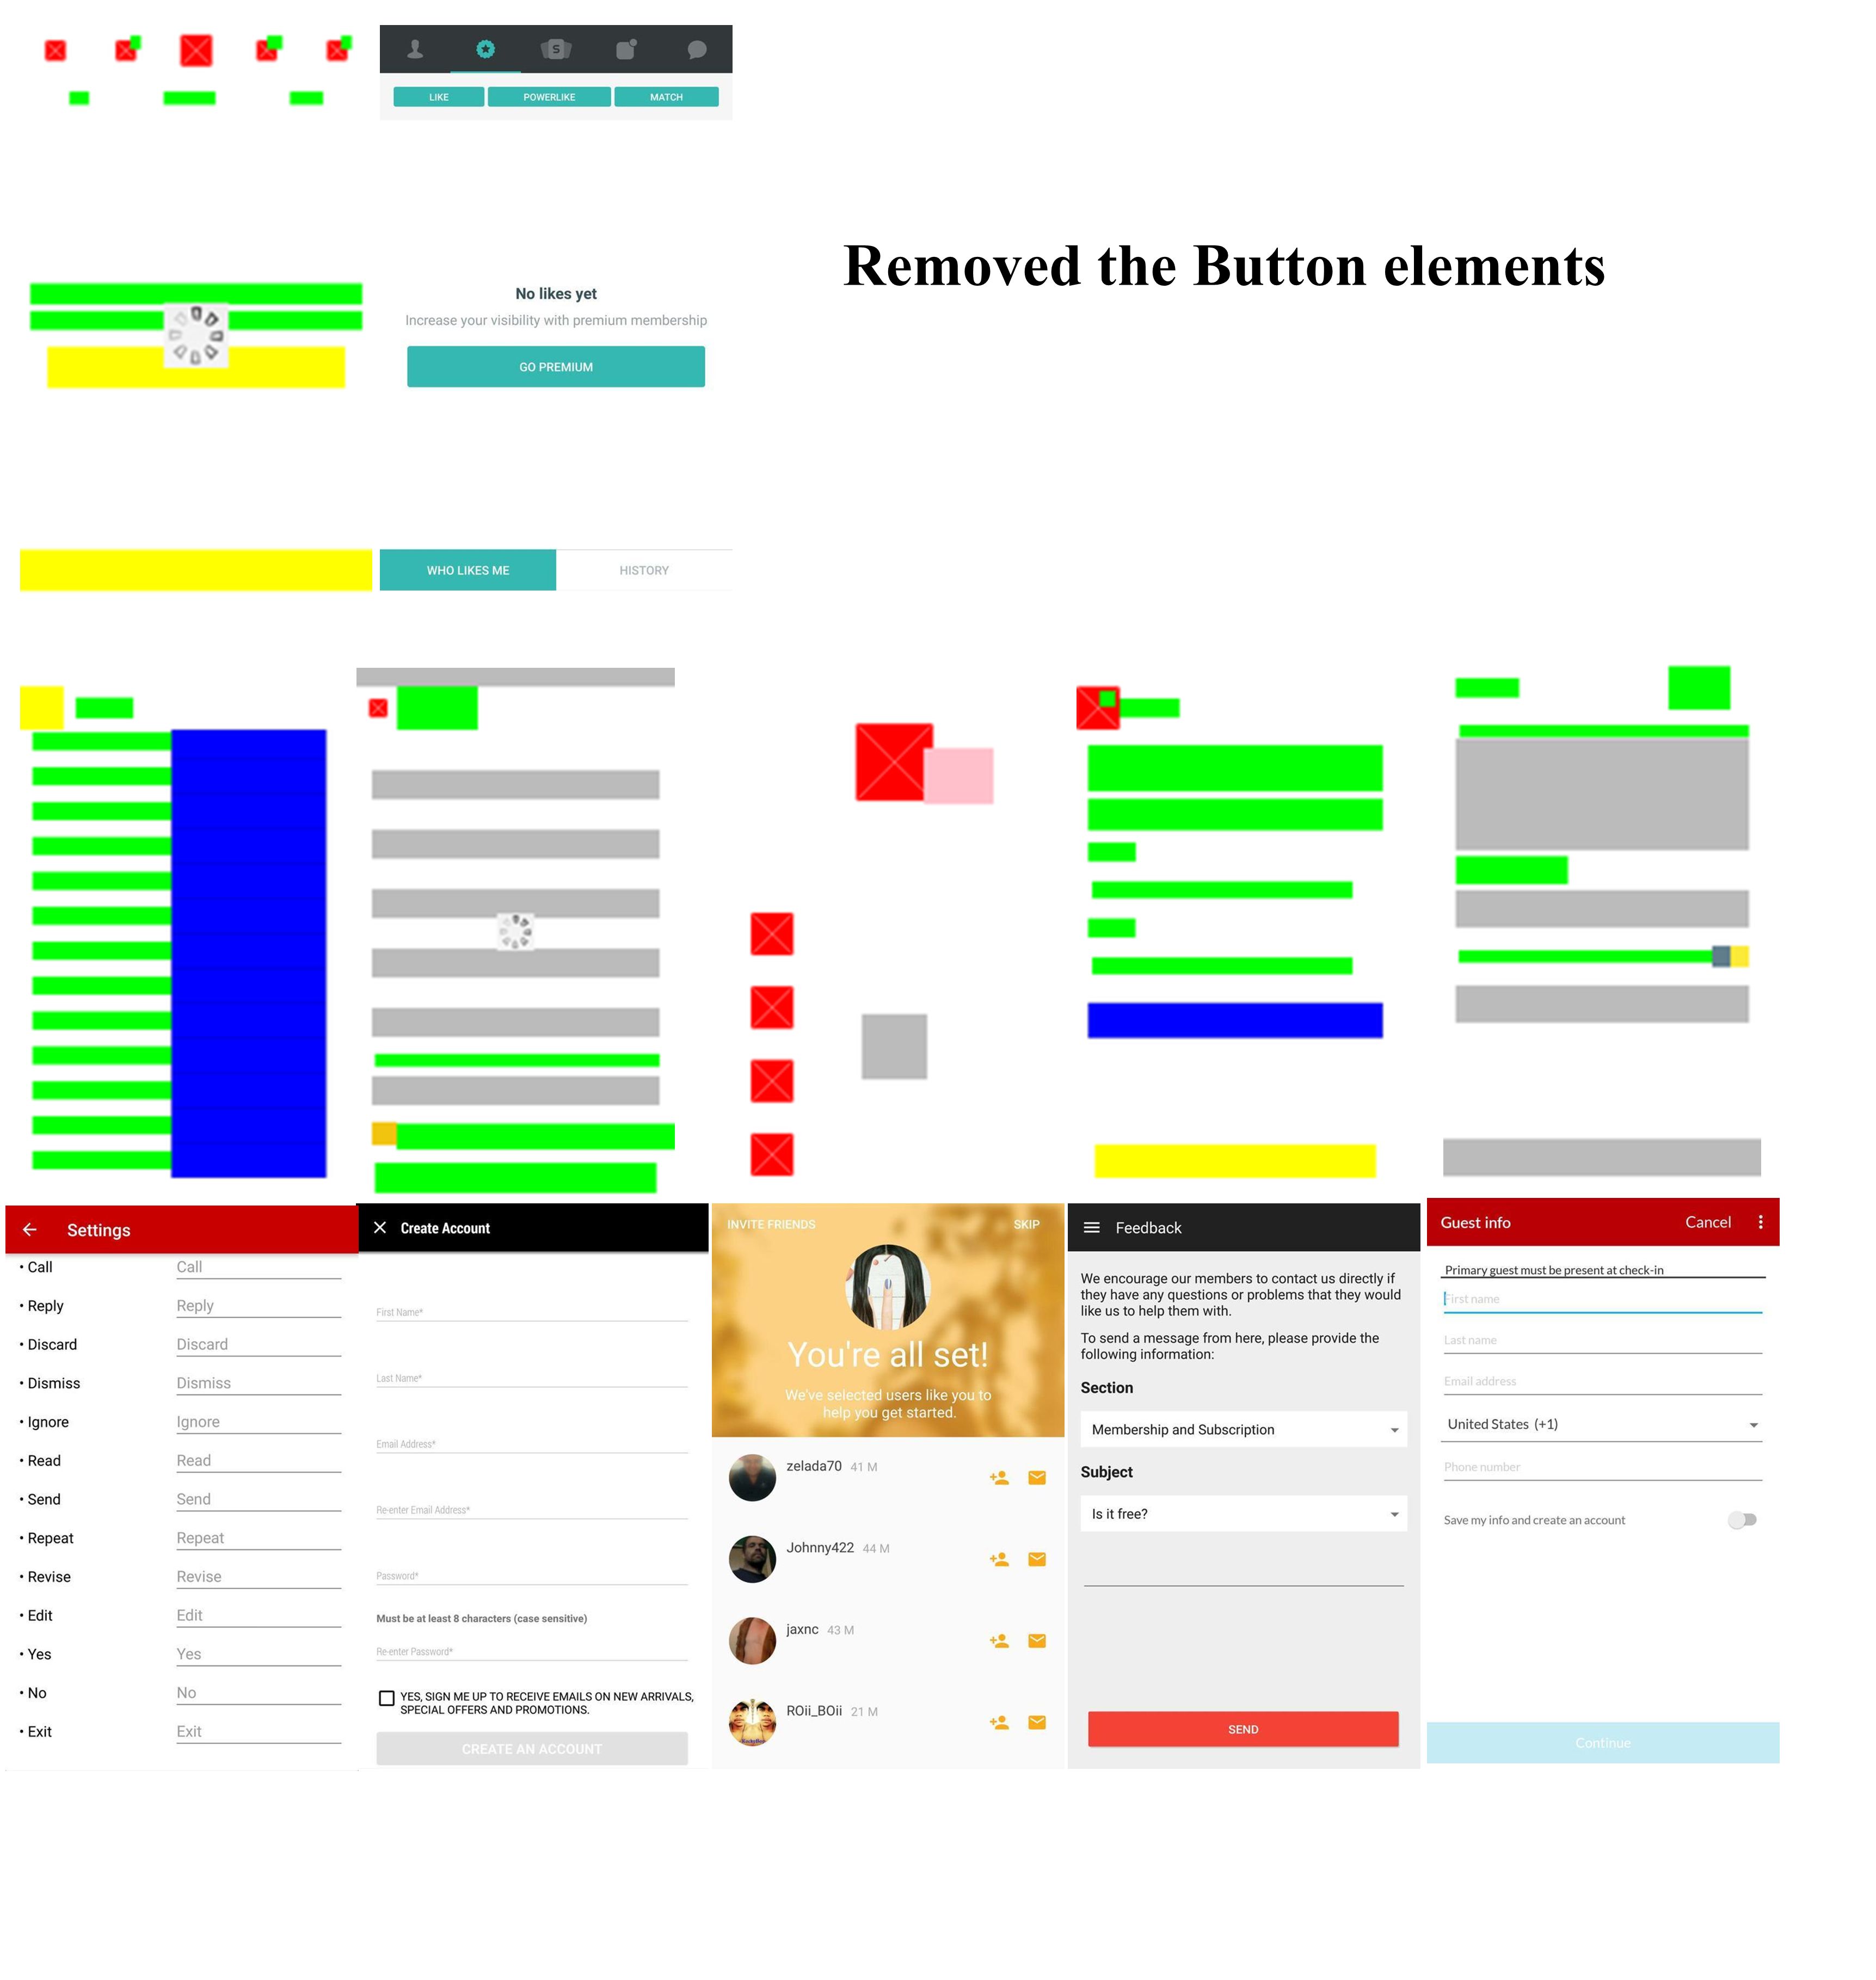 S
LIKE POWERLIKE MATCH
Removed the Button elements
No likes yet
Increase your visibility with premium membership
GO PREMIUM
WHO LIKES ME HISTORY
Settings
• Call Call
• Reply Reply
• Discard Discard
• Dismiss Dismiss
• Ignore Ignore
• Read Read
• Send Send
• Repeat Repeat
• Revise Revise
• Edit Edit
• Yes Yes
• No No
• Exit Exit
Create Account
First Name*
Last Name*
Email Address*
Re-enter Email Address*
Password*
Must be at least 8 characters (case sensitive)
Re-enter Password*
YES, SIGN ME UP TO RECEIVE EMAILS ON NEW ARRIVALS,
SPECIAL OFFERS AND PROMOTIONS.
CREATE AN ACCOUNT
INVITE FRIENDS SKIP
You're all set!
We've selected users like you to
help you get started.
zelada70 41 M
Johnny422 44 M
jaxnc 43 M
ROii_BOii 21 M
Feedback
We encourage our members to contact us directly if
they have any questions or problems that they would
like us to help them with.
To send a message from here, please provide the
following information:
Section
Membership and Subscription
Subject
Is it free?
SEND
Guest info Cancel
Primary guest must be present at check-in
First name
Last name
Email address
United States (+1)
Phone number
Save my info and create an account
Continue